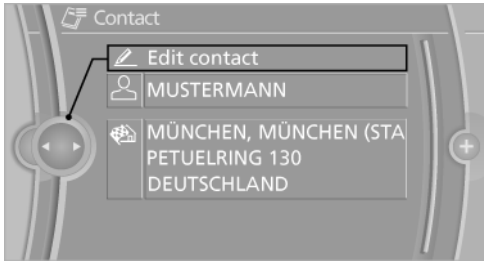 Contact
Edit contact
MUSTERMANN
MÜNCHEN, MÜNCHEN (STA
PETUELRING 130
DEUTSCHLAND